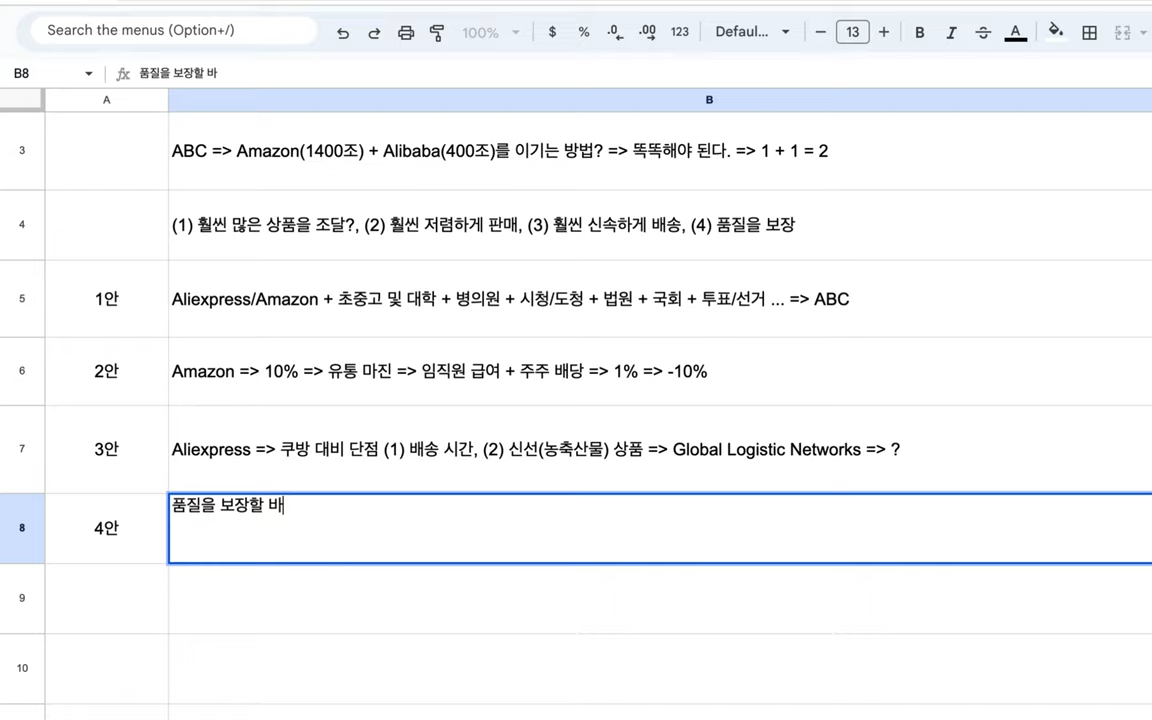 Search the menus (Option+/)
100%
$ % .0 .00 123
Defaul...
13
B I A
B8
fx 품질을 보장할 바
A B
3 ABC => Amazon(1400조) + Alibaba(400조)를 이기는 방법? => 똑똑해야 된다. => 1 + 1 = 2
4 (1) 훨씬 많은 상품을 조달?, (2) 훨씬 저렴하게 판매, (3) 훨씬 신속하게 배송, (4) 품질을 보장
5 1안 Aliexpress/Amazon + 초중고 및 대학 + 병의원 + 시청/도청 + 법원 + 국회 + 투표/선거 ... => ABC
6 2안 Amazon => 10% => 유통 마진 => 임직원 급여 + 주주 배당 => 1% => -10%
7 3안 Aliexpress => 쿠방 대비 단점 (1) 배송 시간, (2) 신선(농축산물) 상품 => Global Logistic Networks => ?
8 4안 품질을 보장할 바
9
10